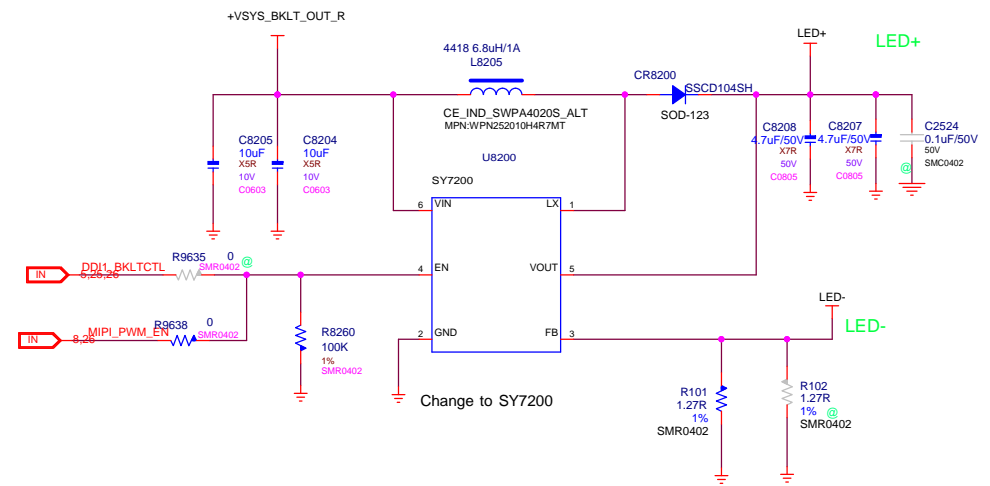 +VSYS_BKLT_OUT_R
4418 6.8uH/1A
L8205
CE_IND_SWPA4020S_ALT
MPN:WPN252010H4R7MT
CR8200
SSCD104SH
SOD-123
LED+
LED+
C8205
10uF
X5R
10V
C0603
C8204
10uF
X5R
10V
C0603
C8208
4.7uF/50V
X7R
50V
C0805
C8207
4.7uF/50V
X7R
50V
C0805
C2524
0.1uF/50V
50V
SMC0402
@
U8200
SY7200
6
VIN
LX
1
4
EN
VOUT
5
2
GND
FB
3
IN
DDI1_BKLTCTL
8,25,26
R9635
0
SMR0402
@
IN
MIPI_PWM_EN
8,26
R9638
0
SMR0402
R8260
100K
1%
SMR0402
Change to SY7200
LED-
LED-
R101
1.27R
1%
SMR0402
R102
1.27R
1%
@
SMR0402